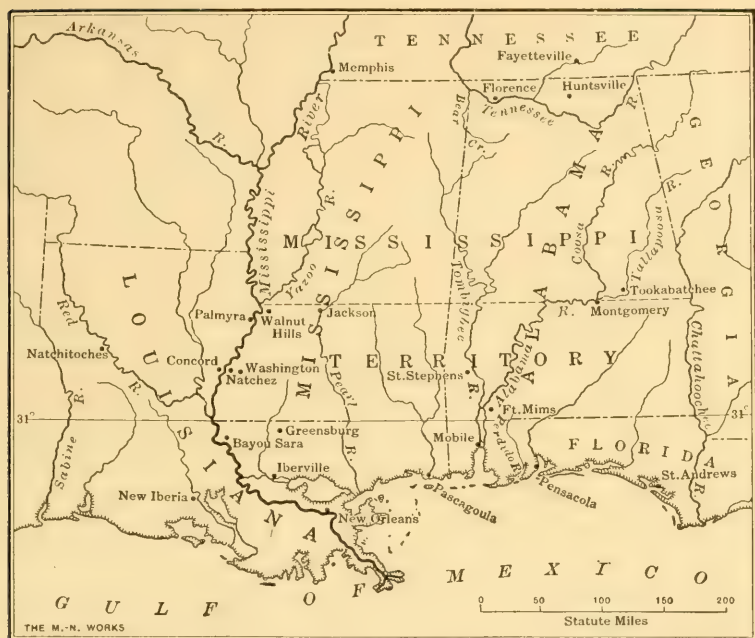 Arkansas
R.
TENNESSEE
Fayetteville
Memphis
Florence
Huntsville
Tennessee
R.
Bear
Cr.
River
Mississippi
Yazoo
R.
MISSISSIPPI
MISSISSIPPI
TERRITORY
ALABAMA
GEORGIA
Coosa
R.
Tallapoosa
R.
Tookabatchee
Montgomery
R.
Alabama
Tombigbee
R.
Chattahoochee
R.
LOUISIANA
Red
R.
Natchitoches
Palmyra
Walnut
Hills
Jackson
Concord
Washington
Natchez
Pearl
R.
St. Stephens
Ft. Mims
31°
31°
Sabine
R.
Bayou Sara
Greensburg
Iberville
New Iberia
New Orleans
Mobile
Perdido R.
FLORIDA
St. Andrews
Pensacola
Pascagoula
GULF OF MEXICO
0 50 100 150 200
Statute Miles
THE M.-N. WORKS